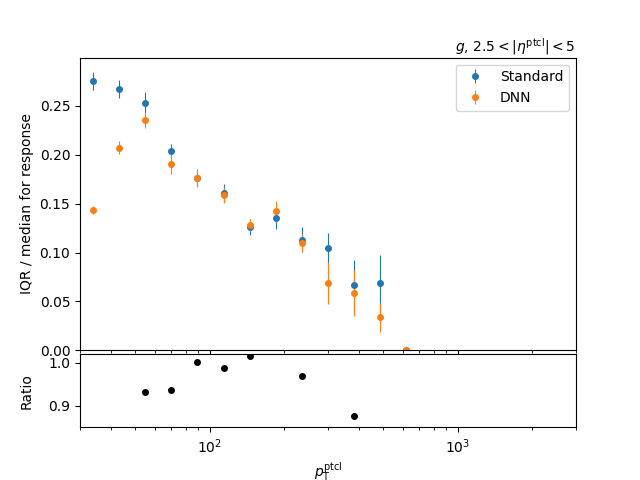 g, 2.5 < |η^ptcl| < 5
Standard
DNN
IQR / median for response
0.25
0.20
0.15
0.10
0.05
0.00
Ratio
1.0
0.9
10^2
10^3
p_T^ptcl